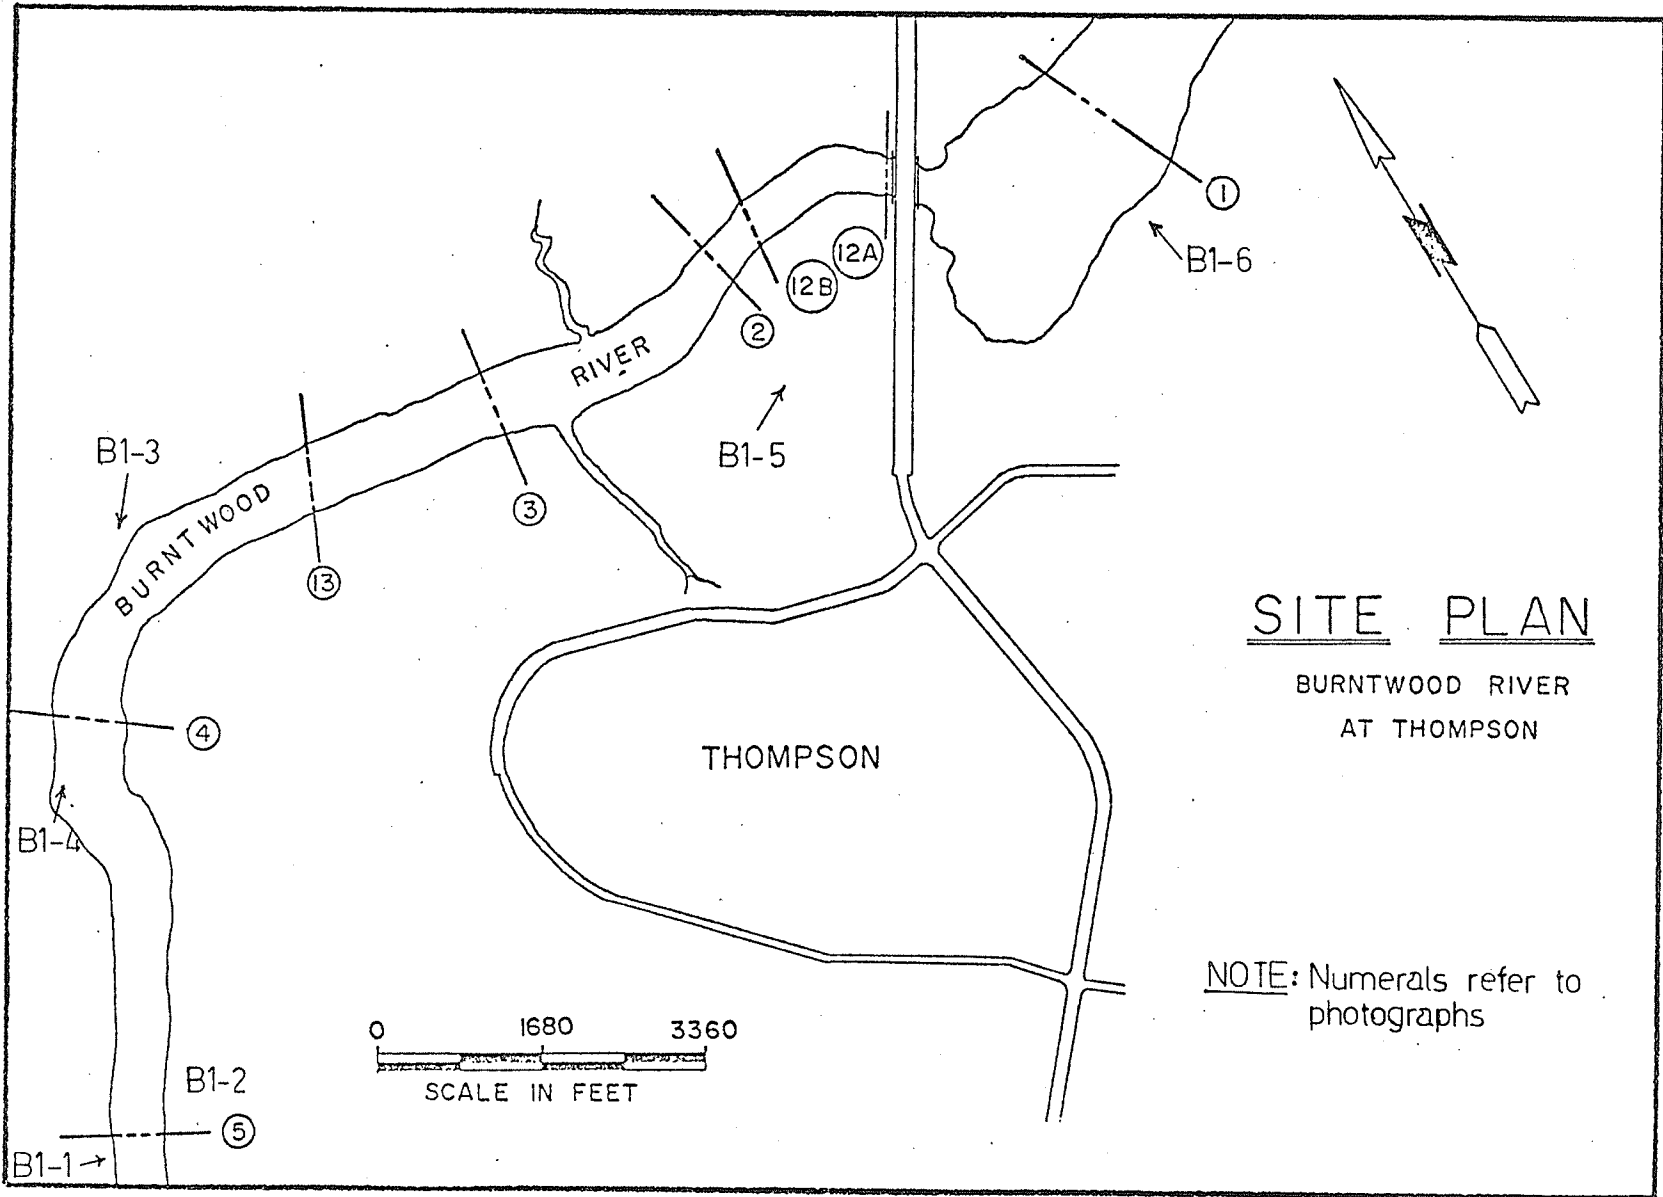 1
B1-6
12A
12B
2
RIVER
B1-5
B1-3
3
BURNTWOOD
13
SITE PLAN
BURNTWOOD RIVER
AT THOMPSON
4
THOMPSON
B1-4
NOTE: Numerals refer to
photographs
0 1680 3360
SCALE IN FEET
B1-2
5
B1-1